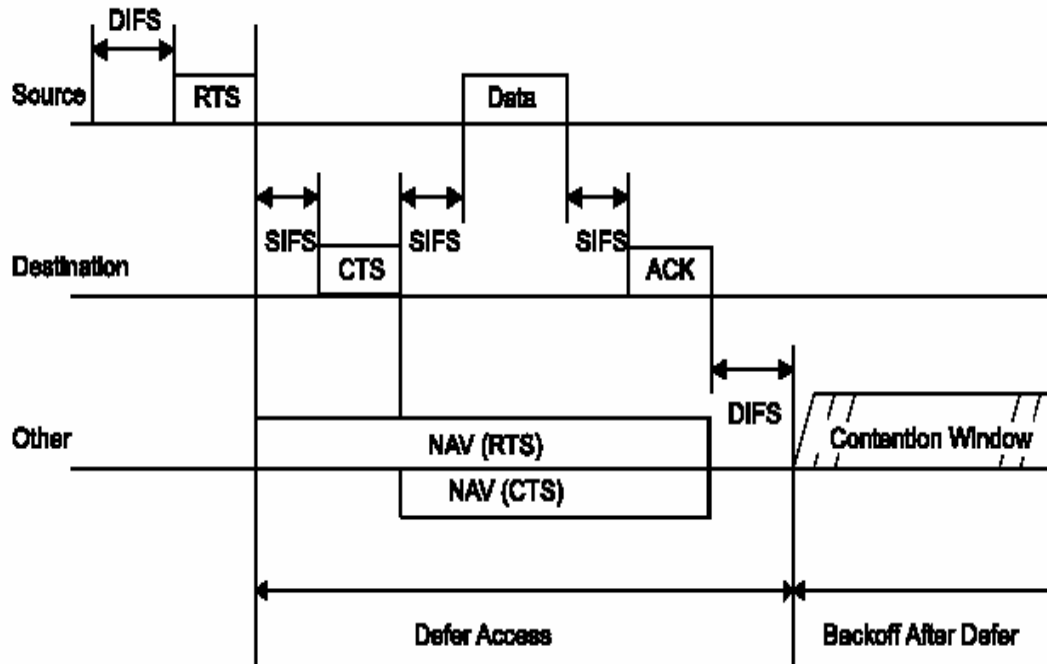 DIFS
Source
RTS
Data
SIFS
SIFS
SIFS
Destination
CTS
ACK
DIFS
Other
NAV (RTS)
Contention Window
NAV (CTS)
Defer Access
Backoff After Defer